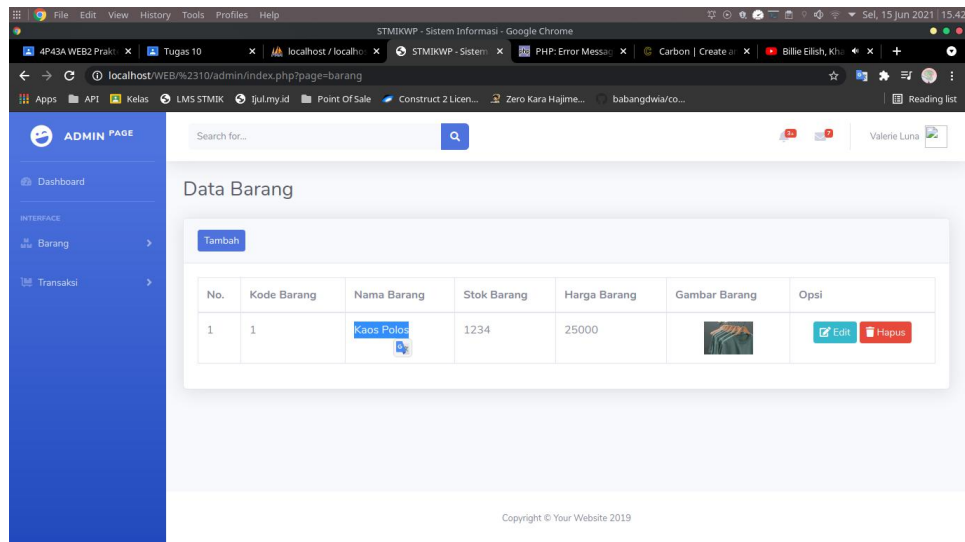 File Edit View History Tools Profiles Help
Sel, 15 Jun 2021 | 15.42
STMIKWP - Sistem Informasi - Google Chrome
4P43A WEB2 Prakt Tugas 10 localhost / localho STMIKWP - Sistem PHP: Error Messag Carbon | Create a Billie Eilish, Kha
localhost/WEB/%2310/admin/index.php?page=barang
Apps API Kelas LMS STMIK Ijul.my.id Point Of Sale Construct 2 Licen... Zero Kara Hajime... babangdwia/co... Reading list
ADMIN PAGE
Search for...
3+ 7 Valerie Luna
Dashboard
Data Barang
INTERFACE
Barang
Transaksi
Tambah
No. Kode Barang Nama Barang Stok Barang Harga Barang Gambar Barang Opsi
1 1 Kaos Polos 1234 25000 Edit Hapus
Copyright © Your Website 2019